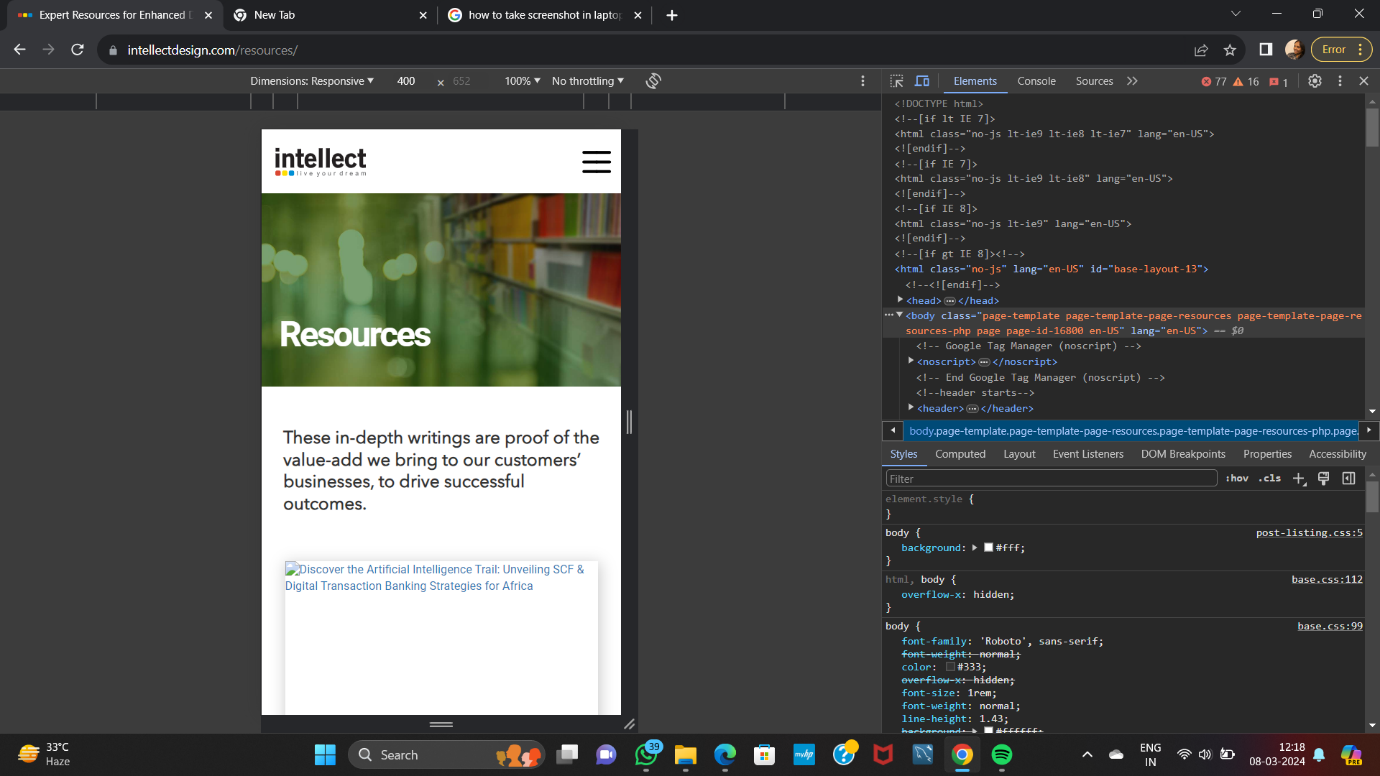 Expert Resources for Enhanced
New Tab
how to take screenshot in laptop
intellectdesign.com/resources/
Error
Dimensions: Responsive
400
×
652
100%
No throttling
Elements
Console
Sources
77
16
1
intellect
live your dream
Resources
These in-depth writings are proof of the
value-add we bring to our customers’
businesses, to drive successful
outcomes.
Discover the Artificial Intelligence Trail: Unveiling SCF &
Digital Transaction Banking Strategies for Africa
<!DOCTYPE html>
<!--[if lt IE 7]>
<html class="no-js lt-ie9 lt-ie8 lt-ie7" lang="en-US">
<![endif]-->
<!--[if IE 7]>
<html class="no-js lt-ie9 lt-ie8" lang="en-US">
<![endif]-->
<!--[if IE 8]>
<html class="no-js lt-ie9" lang="en-US">
<![endif]-->
<!--[if gt IE 8]><!-->
<html class="no-js" lang="en-US" id="base-layout-13">
<!--<![endif]-->
<head> … </head>
<body class="page-template page-template-page-resources page-template-page-re
sources-php page page-id-16800 en-US" lang="en-US"> == $0
<!-- Google Tag Manager (noscript) -->
<noscript> … </noscript>
<!-- End Google Tag Manager (noscript) -->
<!--header starts-->
<header> … </header>
body.page-template.page-template-page-resources.page-template-page-resources-php.page.
Styles
Computed
Layout
Event Listeners
DOM Breakpoints
Properties
Accessibility
Filter
:hov
.cls
element.style {
}
body {
post-listing.css:5
background: #fff;
}
html, body {
base.css:112
overflow-x: hidden;
}
body {
base.css:99
font-family: 'Roboto', sans-serif;
font-weight: normal;
color: #333;
overflow-x: hidden;
font-size: 1rem;
font-weight: normal;
line-height: 1.43;
background: #ffffff;
33°C
Haze
Search
39
mvhp
ENG
IN
12:18
08-03-2024
PRE